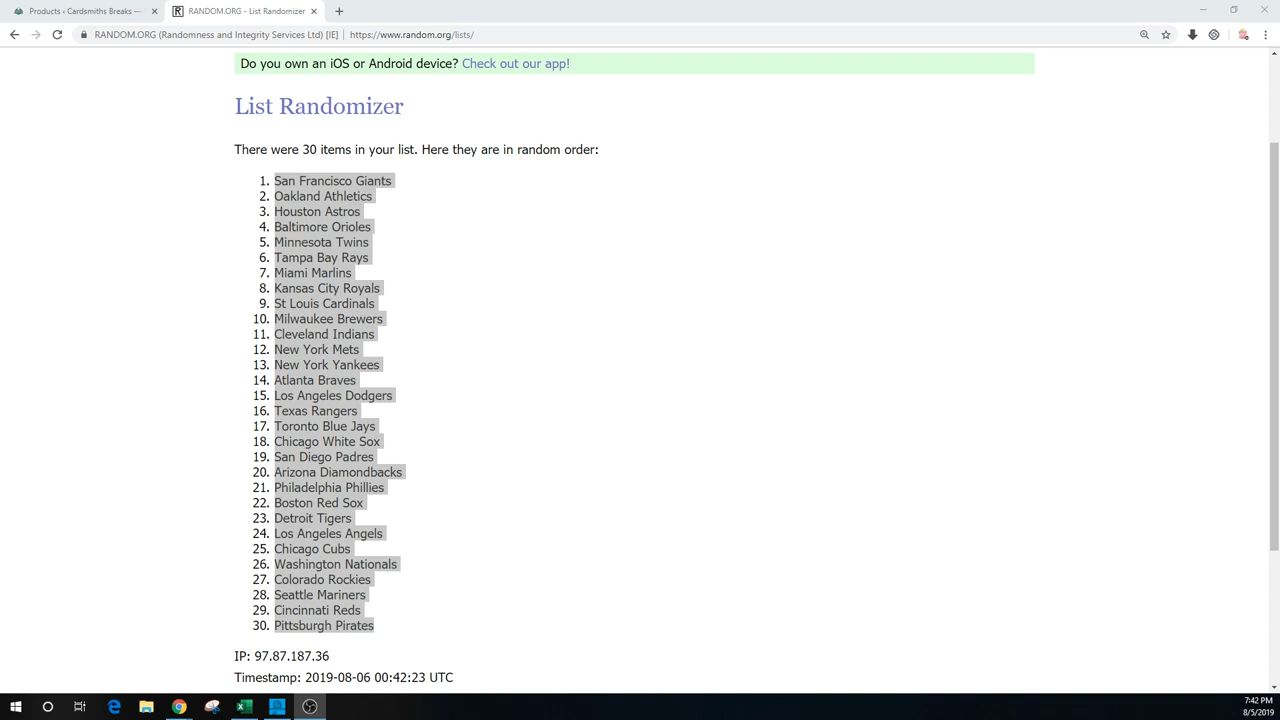 Products ‹ Cardsmiths Breaks —
RANDOM.ORG - List Randomizer
RANDOM.ORG (Randomness and Integrity Services Ltd) [IE] | https://www.random.org/lists/
Do you own an iOS or Android device? Check out our app!
List Randomizer
There were 30 items in your list. Here they are in random order:
1. San Francisco Giants
2. Oakland Athletics
3. Houston Astros
4. Baltimore Orioles
5. Minnesota Twins
6. Tampa Bay Rays
7. Miami Marlins
8. Kansas City Royals
9. St Louis Cardinals
10. Milwaukee Brewers
11. Cleveland Indians
12. New York Mets
13. New York Yankees
14. Atlanta Braves
15. Los Angeles Dodgers
16. Texas Rangers
17. Toronto Blue Jays
18. Chicago White Sox
19. San Diego Padres
20. Arizona Diamondbacks
21. Philadelphia Phillies
22. Boston Red Sox
23. Detroit Tigers
24. Los Angeles Angels
25. Chicago Cubs
26. Washington Nationals
27. Colorado Rockies
28. Seattle Mariners
29. Cincinnati Reds
30. Pittsburgh Pirates
IP: 97.87.187.36
Timestamp: 2019-08-06 00:42:23 UTC
7:42 PM
8/5/2019